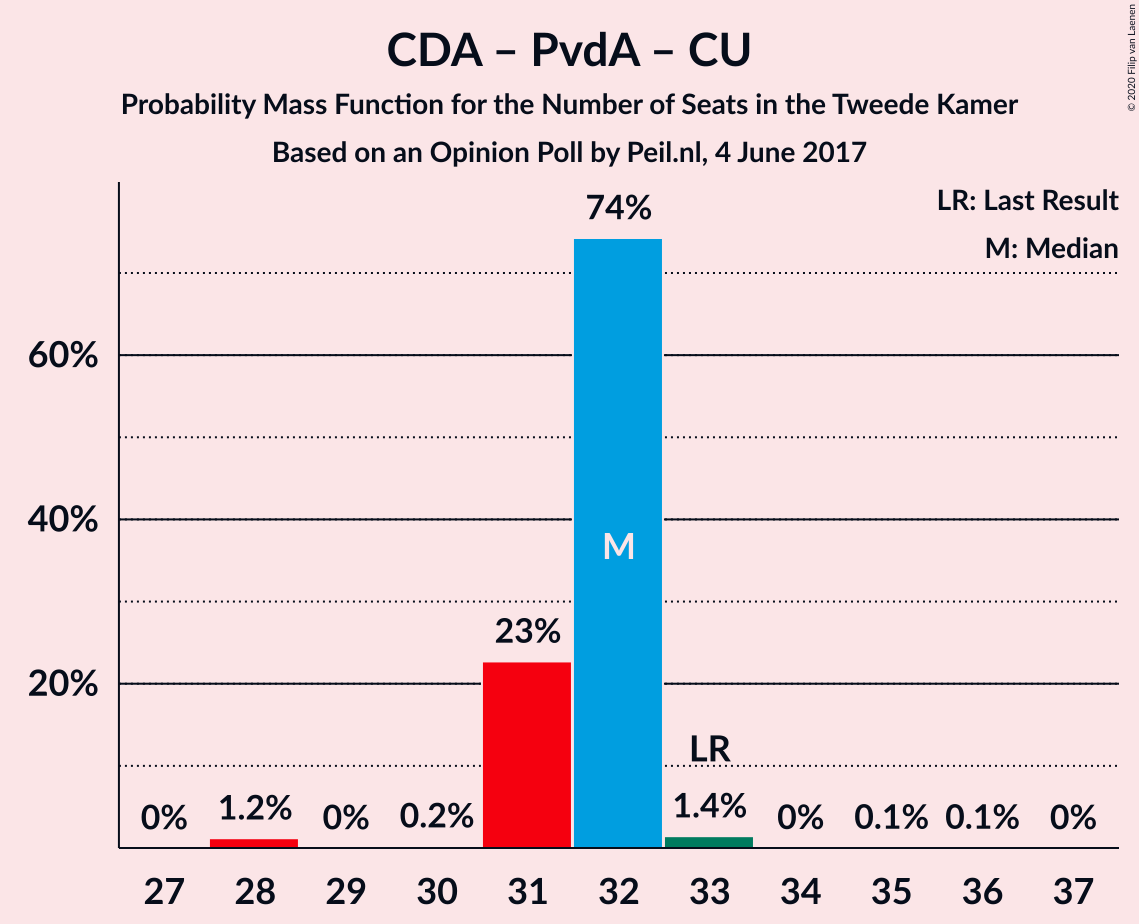 CDA – PvdA – CU
Probability Mass Function for the Number of Seats in the Tweede Kamer
Based on an Opinion Poll by Peil.nl, 4 June 2017
© 2020 Filip van Laenen
LR: Last Result
M: Median
60%
40%
20%
0%
1.2%
0%
0.2%
23%
74%
M
LR
1.4%
0%
0.1%
0.1%
0%
27 28 29 30 31 32 33 34 35 36 37